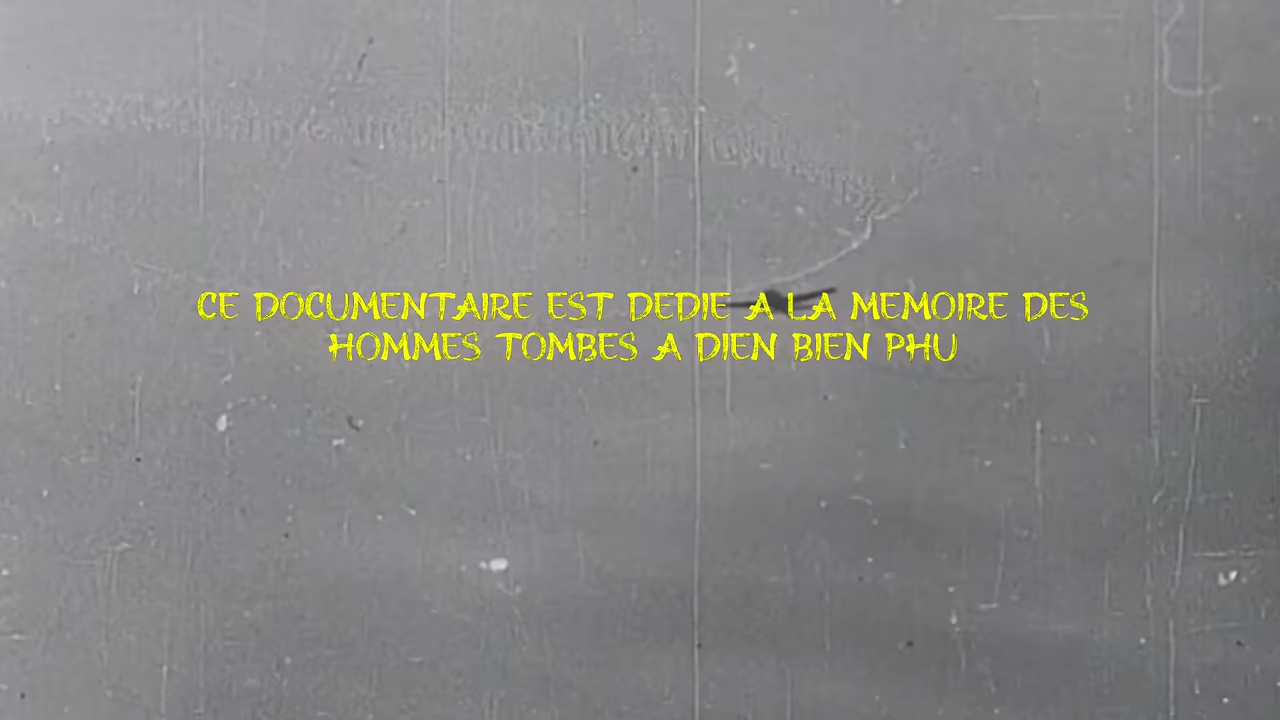 CE DOCUMENTAIRE EST DEDIE A LA MEMOIRE DES
HOMMES TOMBES A DIEN BIEN PHU